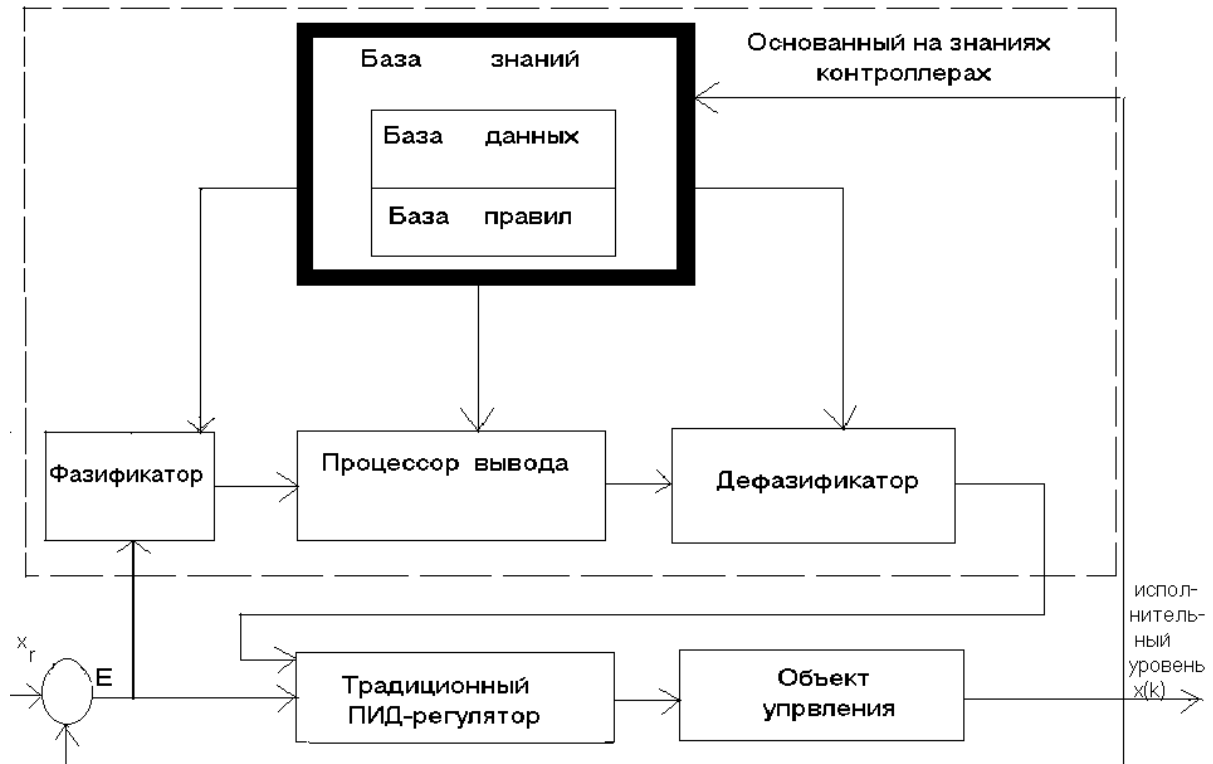 База знаний
Основанный на знаниях
контроллерах
База данных
База правил
Фазификатор
Процессор вывода
Дефазификатор
x_r
E
Традиционный
ПИД-регулятор
Объект
упрвления
испол-
нитель-
ный
уровень
x(k)